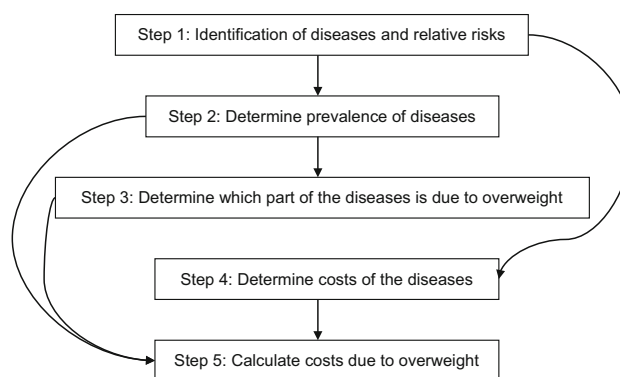 Step 1: Identification of diseases and relative risks
Step 2: Determine prevalence of diseases
Step 3: Determine which part of the diseases is due to overweight
Step 4: Determine costs of the diseases
Step 5: Calculate costs due to overweight